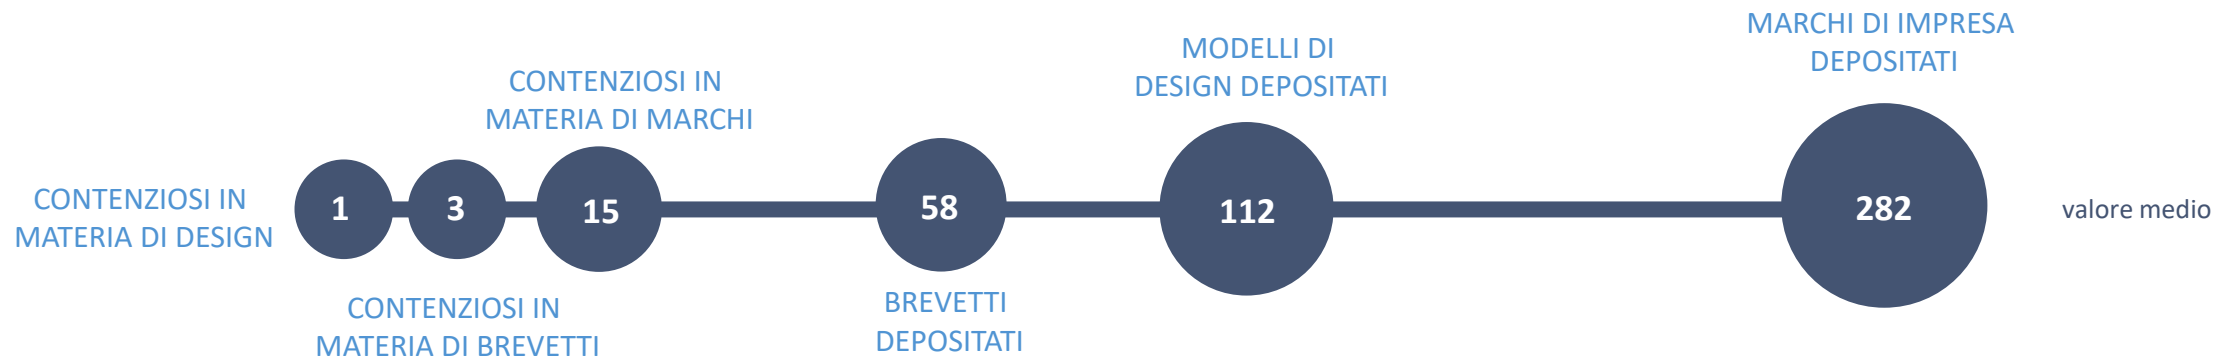 MARCHI DI IMPRESA
DEPOSITATI
MODELLI DI
DESIGN DEPOSITATI
CONTENZIOSI IN
MATERIA DI MARCHI
CONTENZIOSI IN
MATERIA DI DESIGN
1
3
15
58
112
282
valore medio
CONTENZIOSI IN
MATERIA DI BREVETTI
BREVETTI
DEPOSITATI